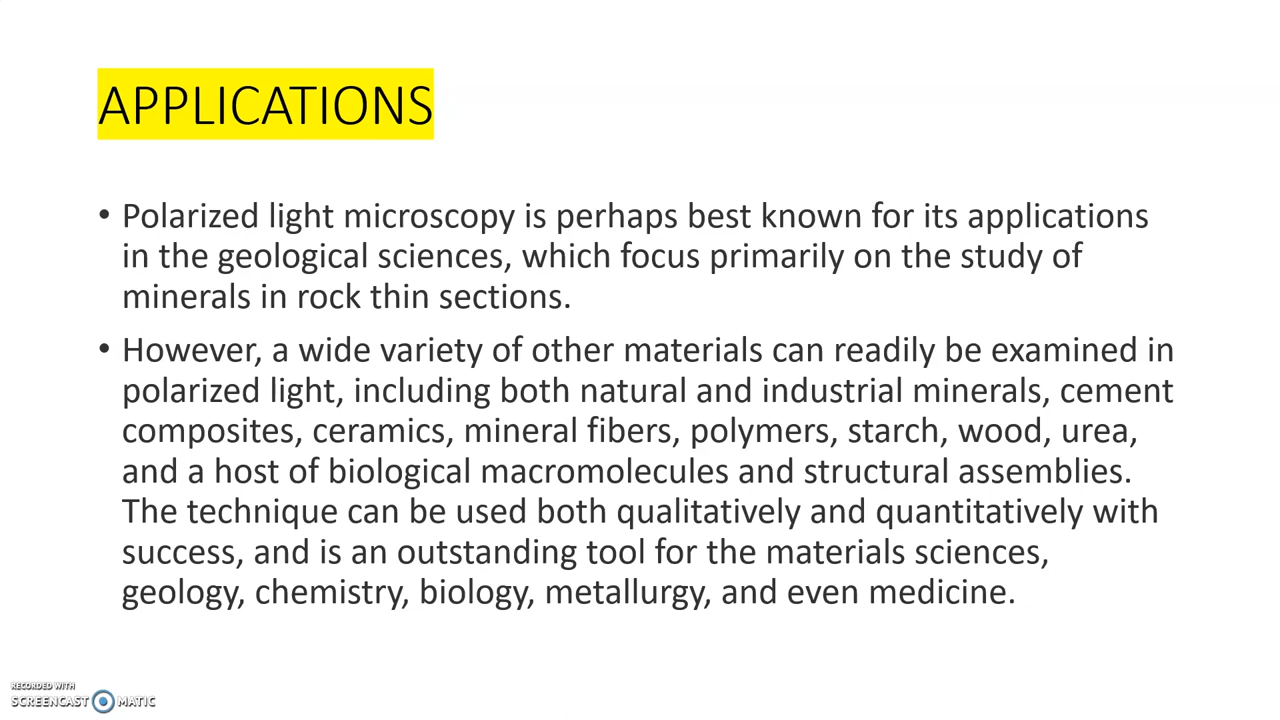 APPLICATIONS
• Polarized light microscopy is perhaps best known for its applications
in the geological sciences, which focus primarily on the study of
minerals in rock thin sections.
• However, a wide variety of other materials can readily be examined in
polarized light, including both natural and industrial minerals, cement
composites, ceramics, mineral fibers, polymers, starch, wood, urea,
and a host of biological macromolecules and structural assemblies.
The technique can be used both qualitatively and quantitatively with
success, and is an outstanding tool for the materials sciences,
geology, chemistry, biology, metallurgy, and even medicine.
RECORDED WITH
SCREENCAST MATIC